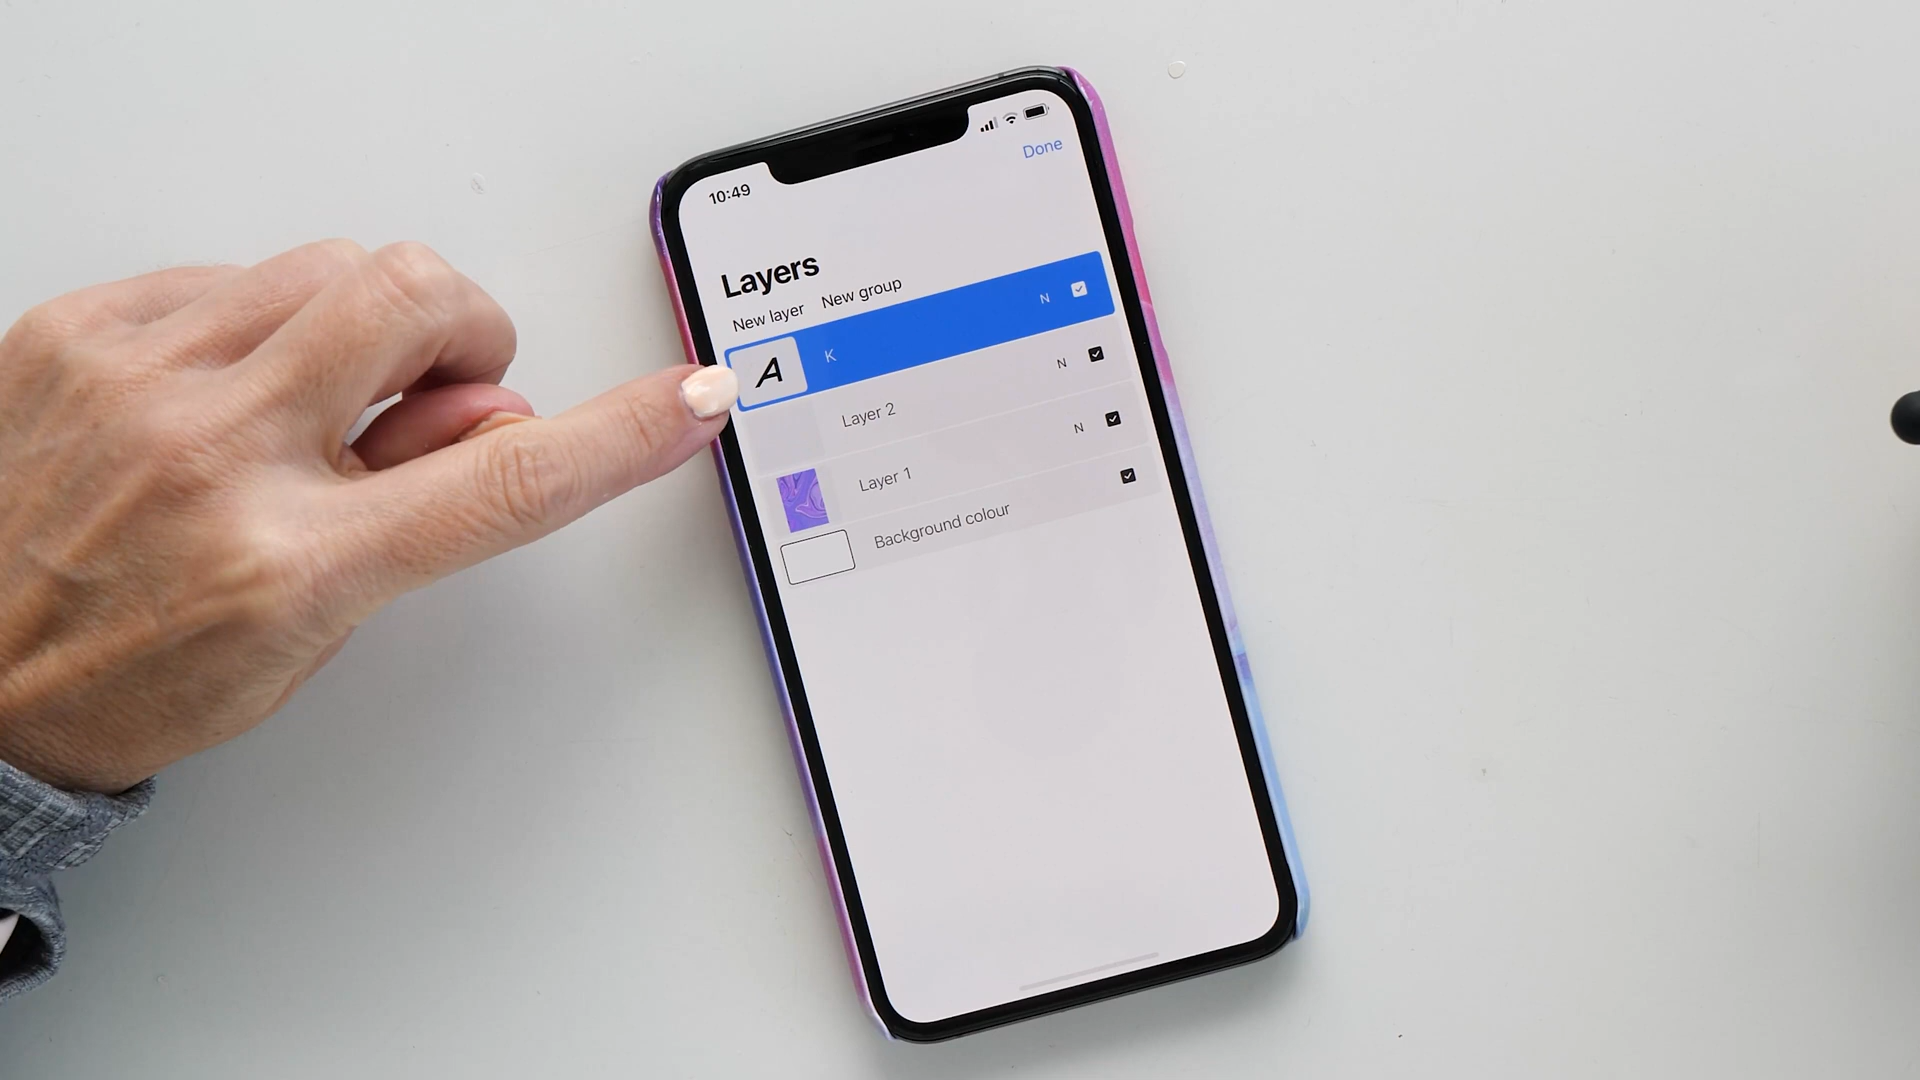 10:49
Done
Layers
New layer New group
A K N
Layer 2 N
Layer 1 N
Background colour